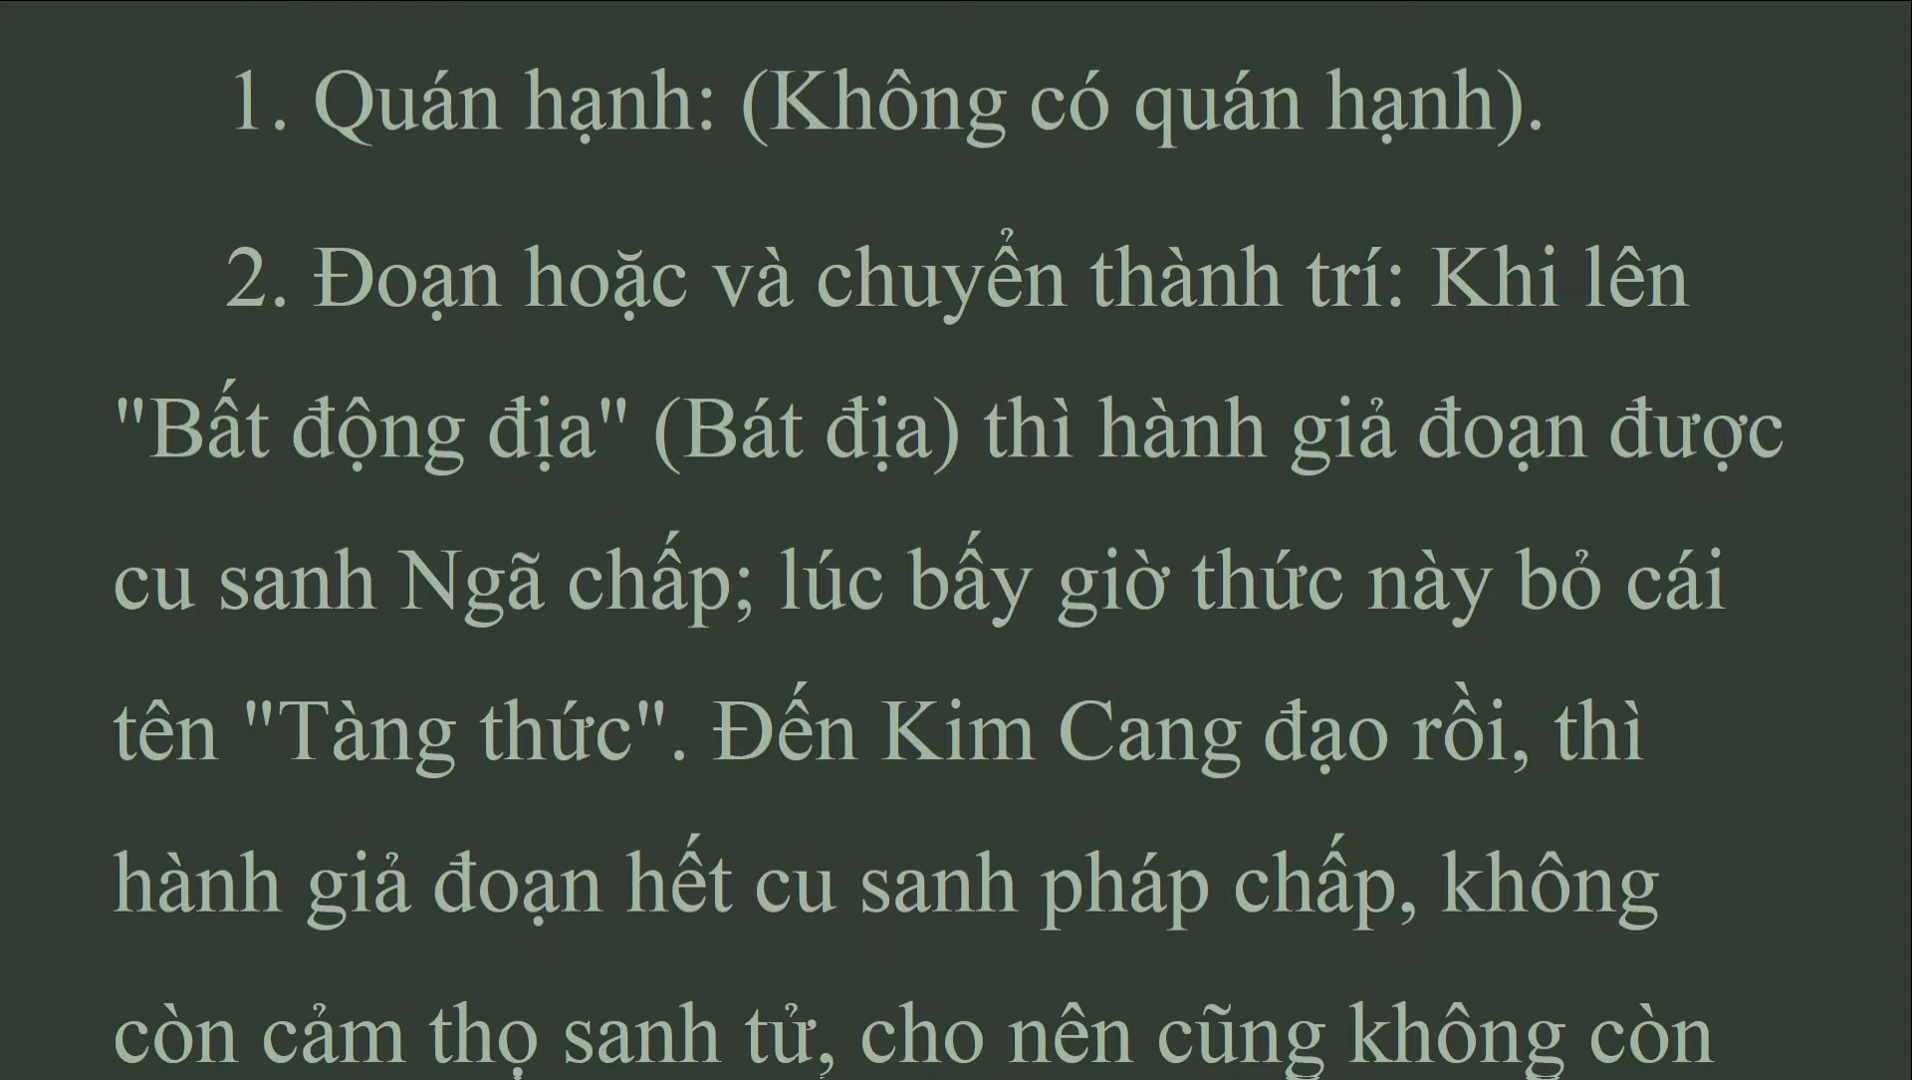 1. Quán hạnh: (Không có quán hạnh).
2. Đoạn hoặc và chuyển thành trí: Khi lên
"Bất động địa" (Bát địa) thì hành giả đoạn được
cu sanh Ngã chấp; lúc bấy giờ thức này bỏ cái
tên "Tàng thức". Đến Kim Cang đạo rồi, thì
hành giả đoạn hết cu sanh pháp chấp, không
còn cảm thọ sanh tử, cho nên cũng không còn